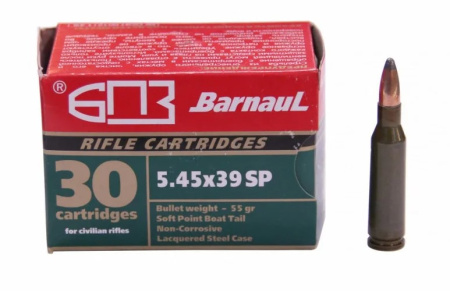 ® БПЗ Barnaul
RIFLE CARTRIDGES
30 5.45x39 SP
cartridges
for civilian rifles
Bullet weight – 55 gr
Soft Point Boat Tail
Non-Corrosive
Lacquered Steel Case